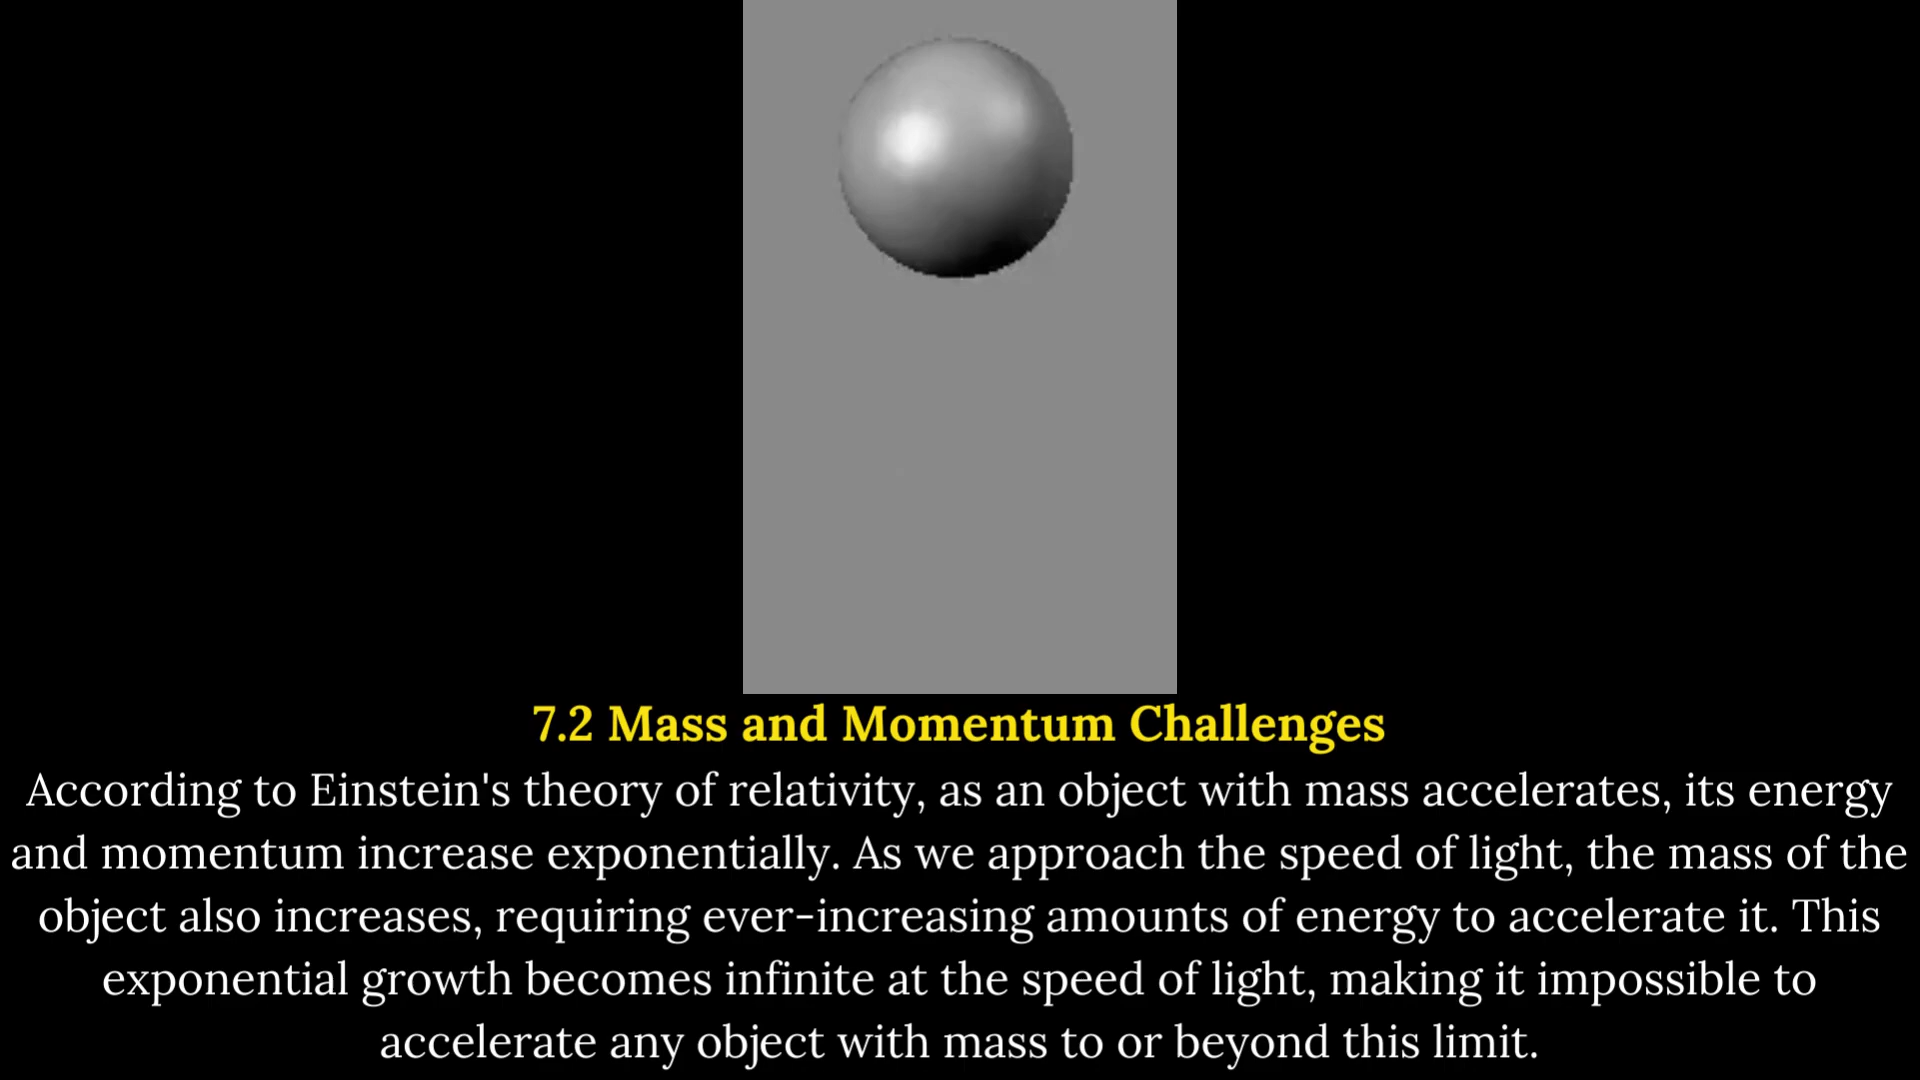 7.2 Mass and Momentum Challenges
According to Einstein's theory of relativity, as an object with mass accelerates, its energy
and momentum increase exponentially. As we approach the speed of light, the mass of the
object also increases, requiring ever-increasing amounts of energy to accelerate it. This
exponential growth becomes infinite at the speed of light, making it impossible to
accelerate any object with mass to or beyond this limit.